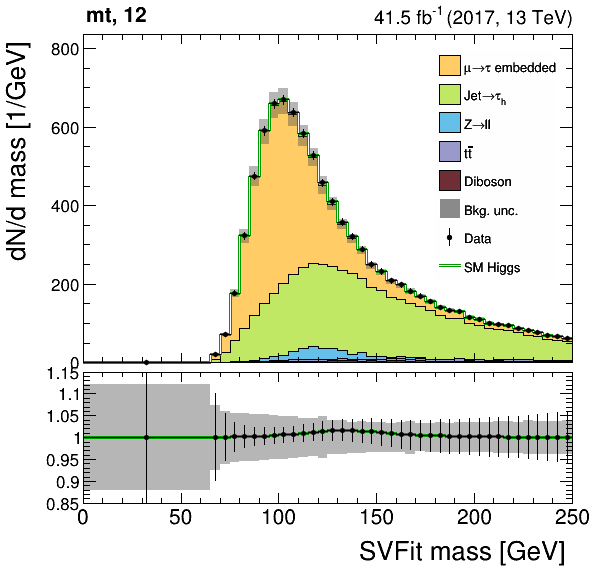 mt, 12
41.5 fb⁻¹ (2017, 13 TeV)
dN/d mass [1/GeV]
800
600
400
200
0
μ→τ embedded
Jet→τₕ
Z→ll
tt̄
Diboson
Bkg. unc.
Data
SM Higgs
1.15
1.1
1.05
1
0.95
0.9
0.85
0 50 100 150 200 250
SVFit mass [GeV]